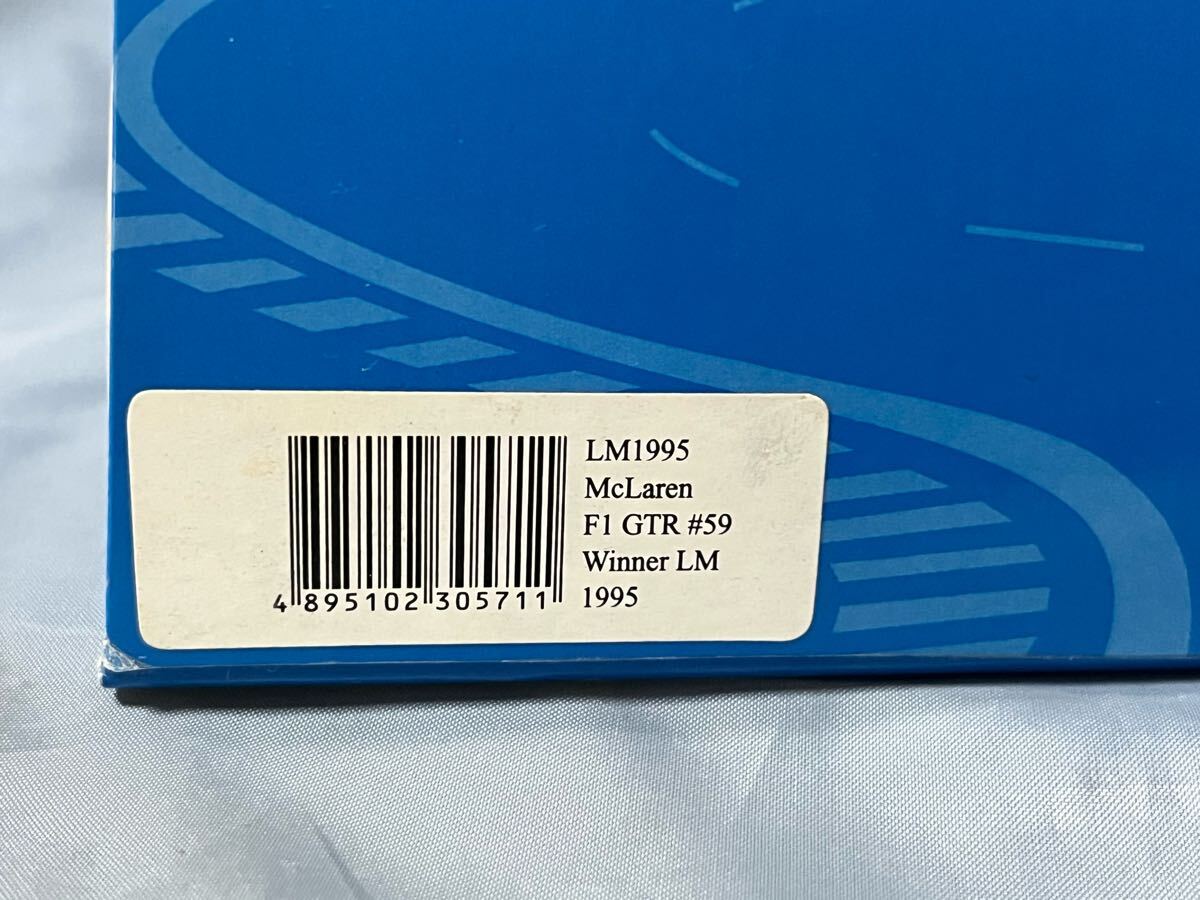 LM1995
McLaren
F1 GTR #59
Winner LM
1995
4 895102 305711